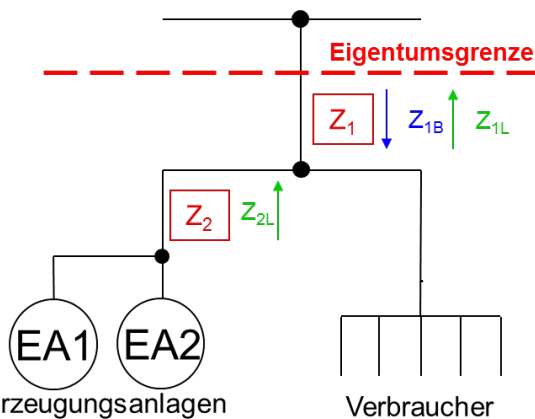 Eigentumsgrenze
Z1 Z1B Z1L
Z2 Z2L
EA1 EA2
rzeugungsanlagen Verbraucher